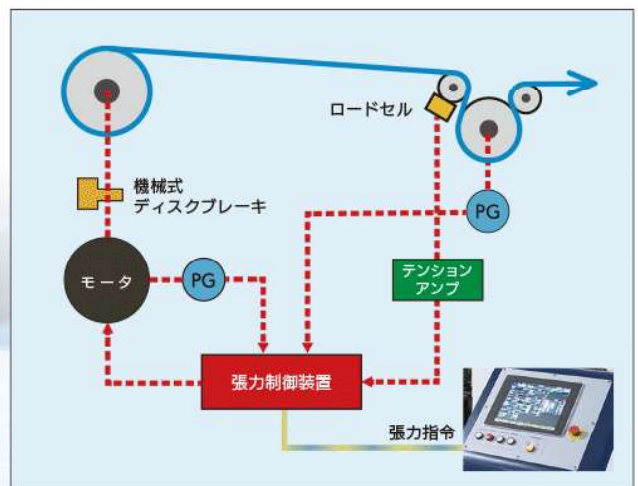 ロードセル
機械式
ディスクブレーキ
PG
モータ
PG
テンション
アンプ
張力制御装置
張力指令